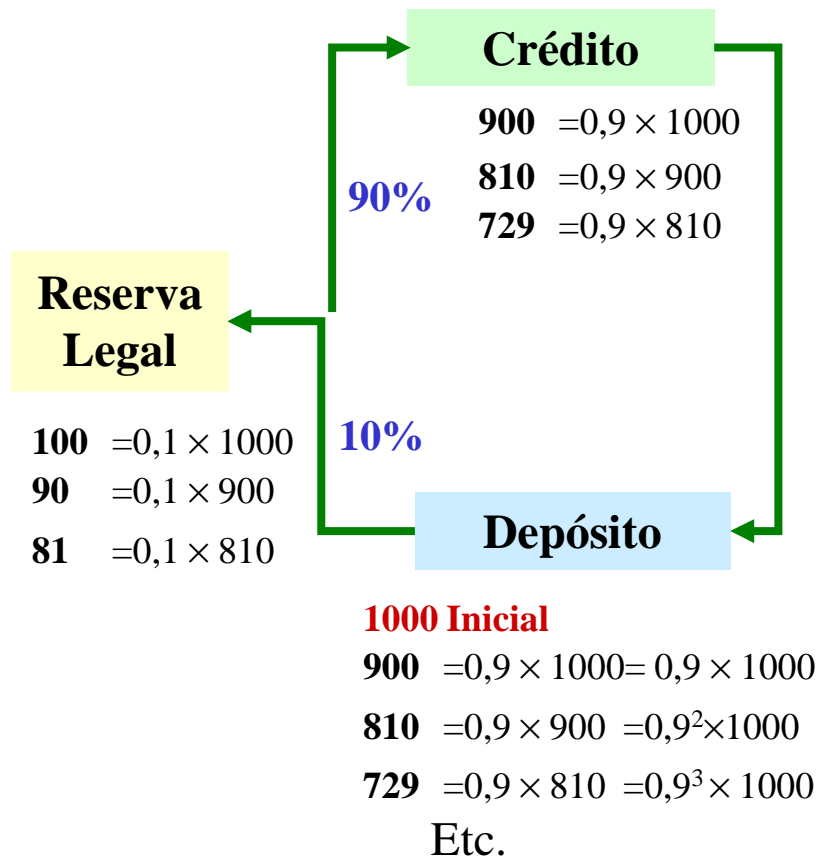 Crédito
900 =0,9 × 1000
810 =0,9 × 900
729 =0,9 × 810
90%
Reserva
Legal
100 =0,1 × 1000
90 =0,1 × 900
81 =0,1 × 810
10%
Depósito
1000 Inicial
900 =0,9 × 1000= 0,9 × 1000
810 =0,9 × 900 =0,9²×1000
729 =0,9 × 810 =0,9³ × 1000
Etc.